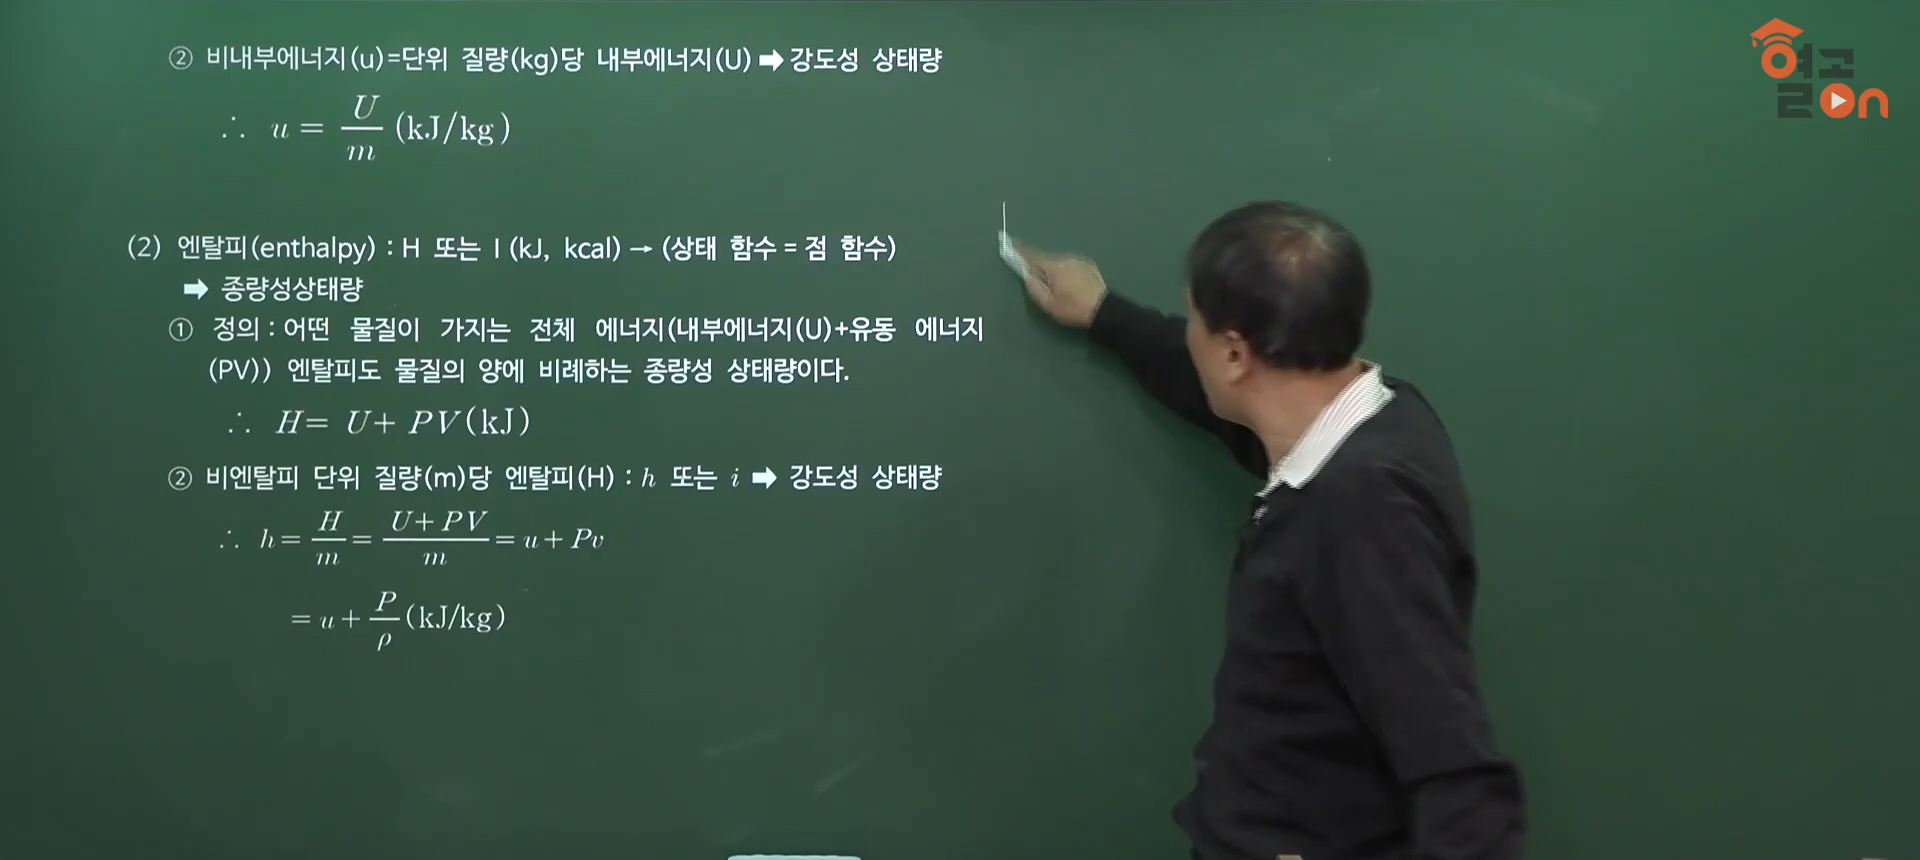 ② 비내부에너지(u)=단위 질량(kg)당 내부에너지(U) ➡ 강도성 상태량
∴ u = U/m (kJ/kg)
(2) 엔탈피(enthalpy) : H 또는 I (kJ, kcal) → (상태 함수 = 점 함수)
➡ 종량성상태량
① 정의 : 어떤 물질이 가지는 전체 에너지(내부에너지(U)+유동 에너지
(PV)) 엔탈피도 물질의 양에 비례하는 종량성 상태량이다.
∴ H = U + PV (kJ)
② 비엔탈피 단위 질량(m)당 엔탈피(H) : h 또는 i ➡ 강도성 상태량
∴ h = H/m = (U + PV)/m = u + Pv
= u + P/ρ (kJ/kg)
열공
on